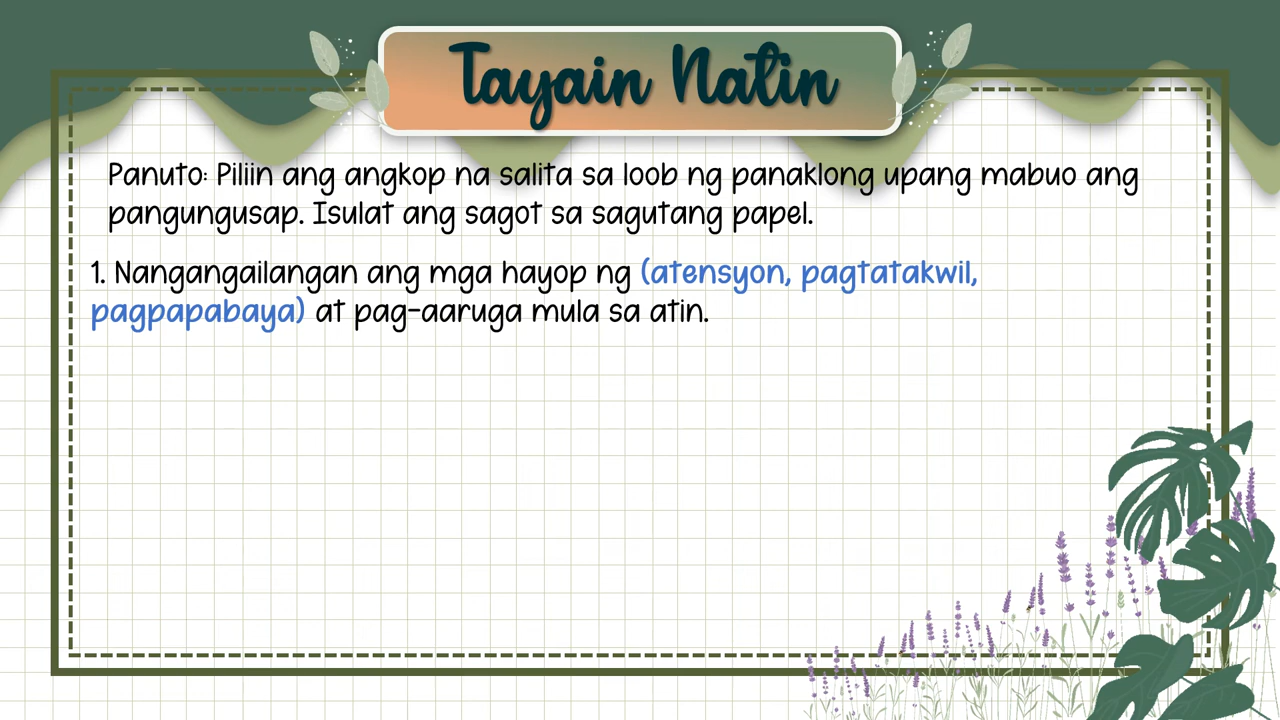 Tayain Natin
Panuto: Piliin ang angkop na salita sa loob ng panaklong upang mabuo ang
pangungusap. Isulat ang sagot sa sagutang papel.
1. Nangangailangan ang mga hayop ng (atensyon, pagtatakwil,
pagpapabaya) at pag-aaruga mula sa atin.